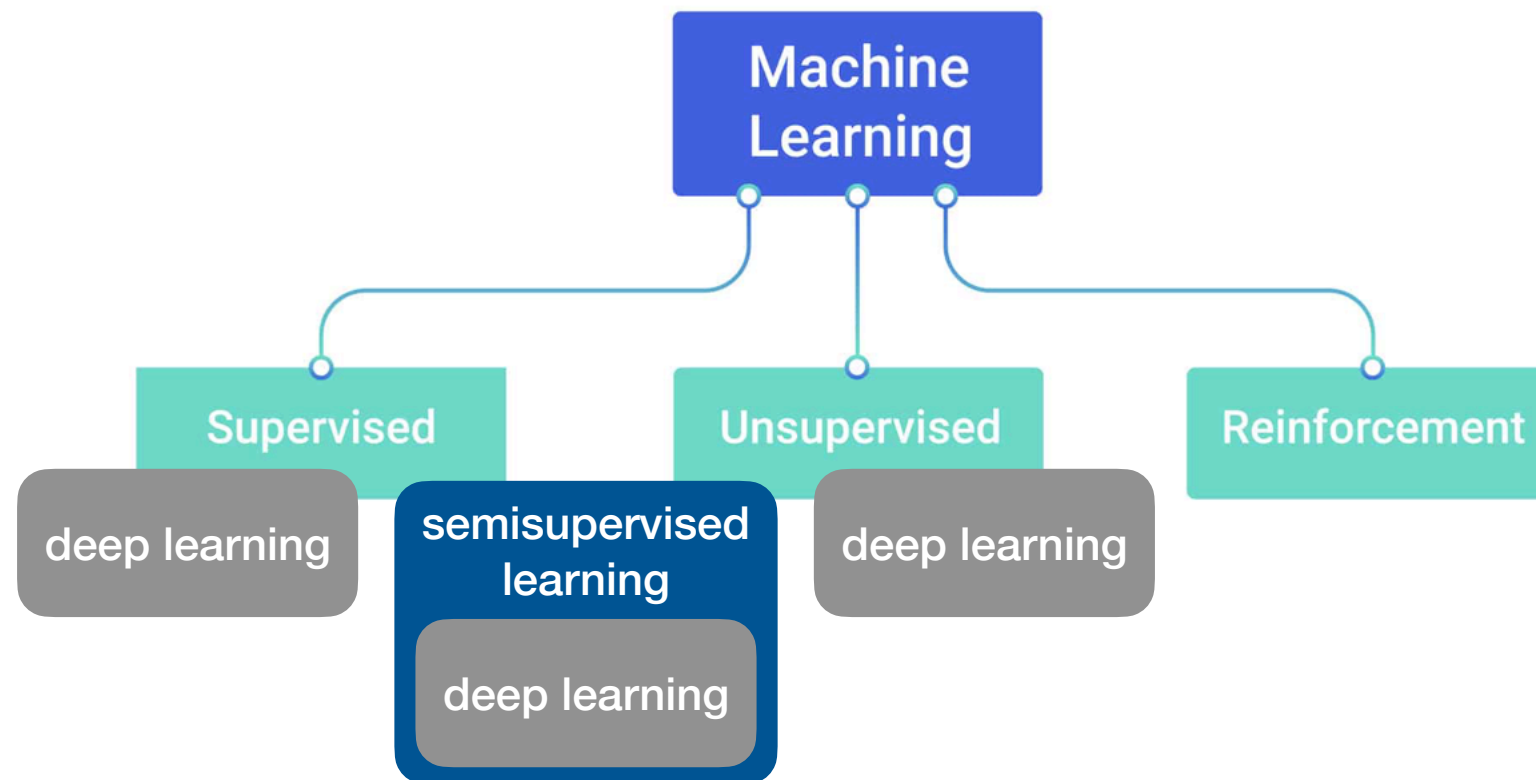 Machine
Learning
Supervised
Unsupervised
Reinforcement
deep learning
semisupervised
learning
deep learning
deep learning